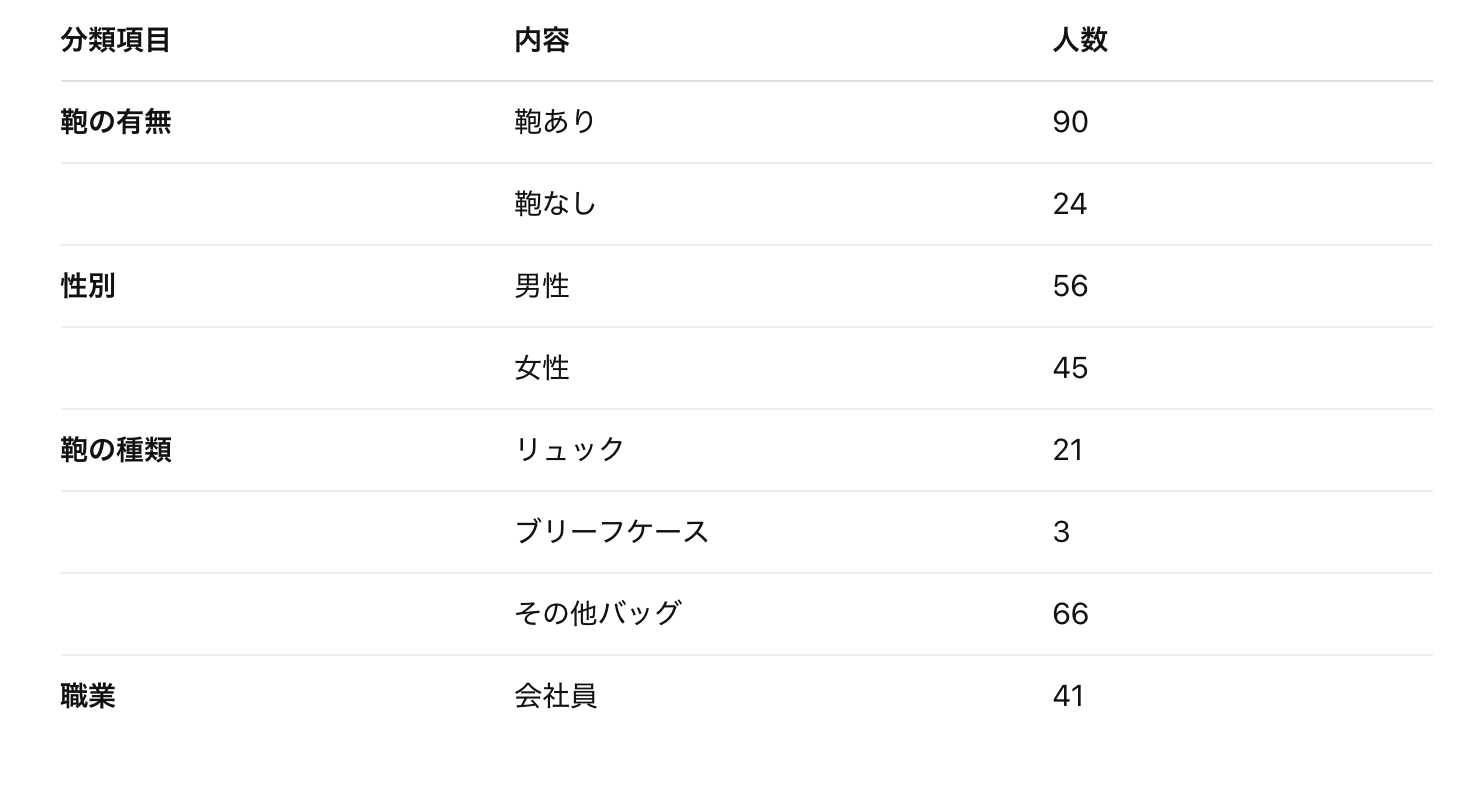 分類項目 内容 人数
鞄の有無 鞄あり 90
鞄なし 24
性別 男性 56
女性 45
鞄の種類 リュック 21
ブリーフケース 3
その他バッグ 66
職業 会社員 41